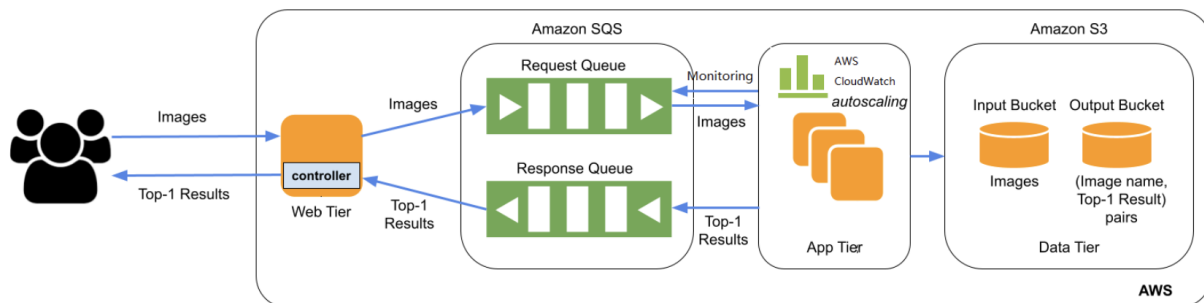 Amazon SQS
Amazon S3
Request Queue
Monitoring
AWS
CloudWatch
autoscaling
Images
Images
Images
Input Bucket
Output Bucket
controller
Top-1 Results
Web Tier
Response Queue
Top-1
Results
Top-1
Results
App Tier
Images
(Image name,
Top-1 Result)
pairs
Data Tier
AWS